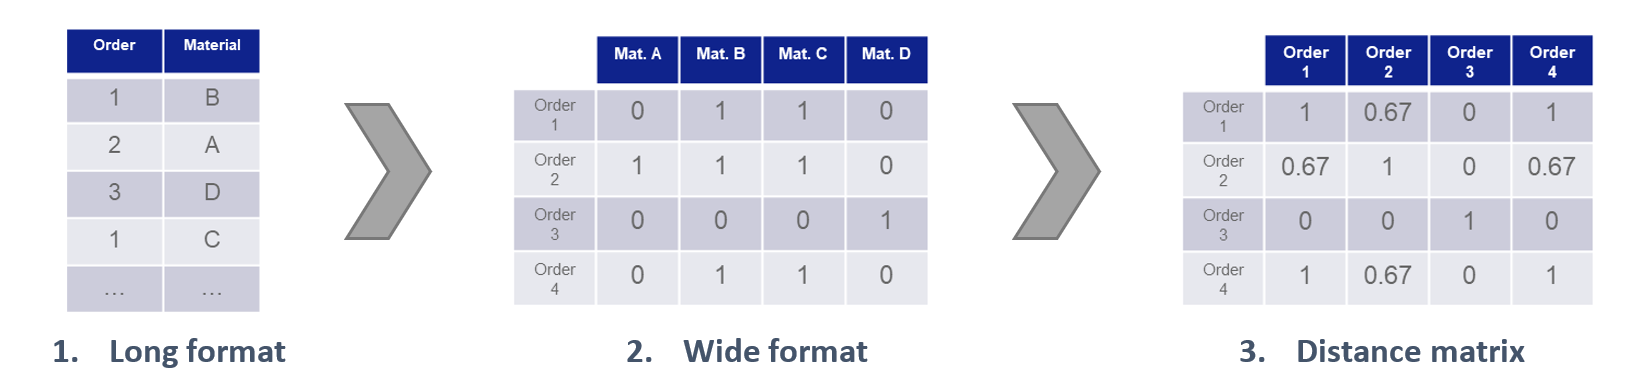 Order Material
1 B
2 A
3 D
1 C
... ...
1. Long format
Mat. A Mat. B Mat. C Mat. D
Order
1 0 1 1 0
Order
2 1 1 1 0
Order
3 0 0 0 1
Order
4 0 1 1 0
2. Wide format
Order Order Order Order
1 2 3 4
Order
1 1 0.67 0 1
Order
2 0.67 1 0 0.67
Order
3 0 0 1 0
Order
4 1 0.67 0 1
3. Distance matrix